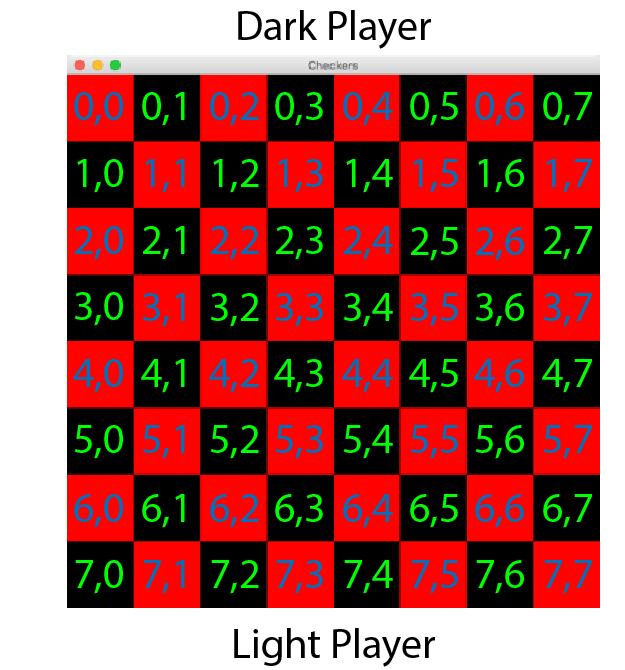 Dark Player
Checkers
0,0 0,1 0,2 0,3 0,4 0,5 0,6 0,7
1,0 1,1 1,2 1,3 1,4 1,5 1,6 1,7
2,0 2,1 2,2 2,3 2,4 2,5 2,6 2,7
3,0 3,1 3,2 3,3 3,4 3,5 3,6 3,7
4,0 4,1 4,2 4,3 4,4 4,5 4,6 4,7
5,0 5,1 5,2 5,3 5,4 5,5 5,6 5,7
6,0 6,1 6,2 6,3 6,4 6,5 6,6 6,7
7,0 7,1 7,2 7,3 7,4 7,5 7,6 7,7
Light Player